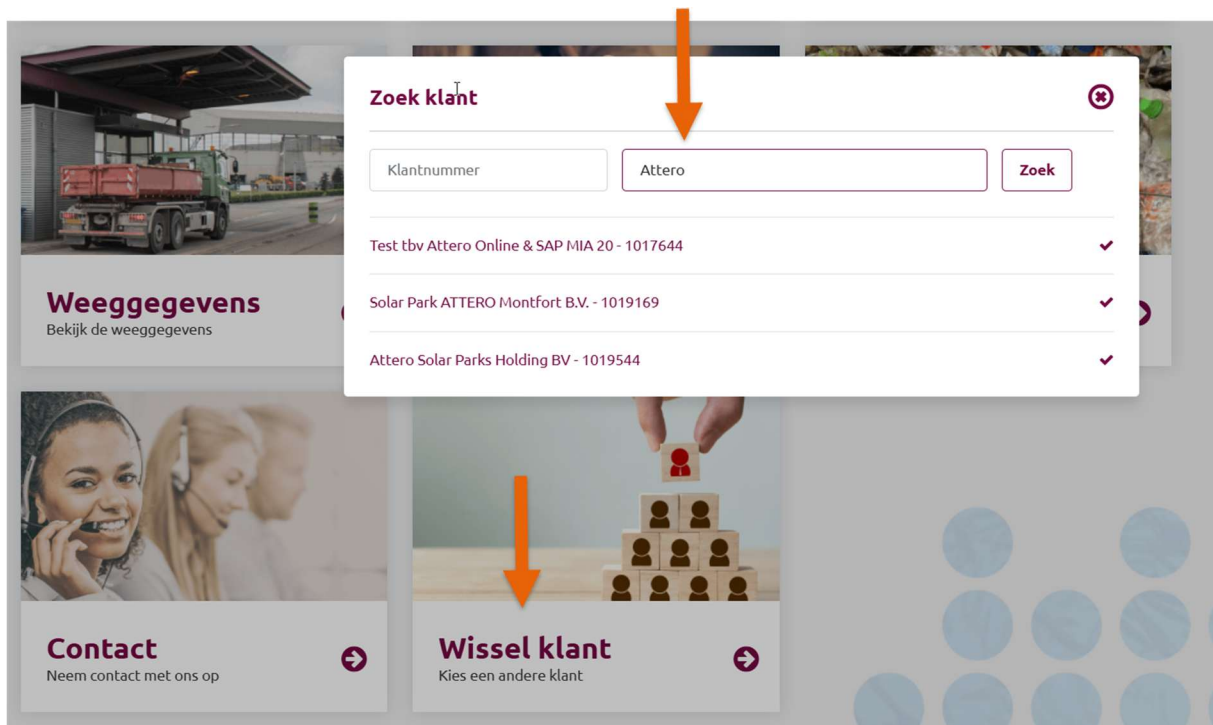 Zoek klant
Klantnummer
Attero
Zoek
Test tbv Attero Online & SAP MIA 20 - 1017644
Solar Park ATTERO Montfort B.V. - 1019169
Attero Solar Parks Holding BV - 1019544
Weeggegevens
Bekijk de weeggegevens
Contact
Neem contact met ons op
Wissel klant
Kies een andere klant